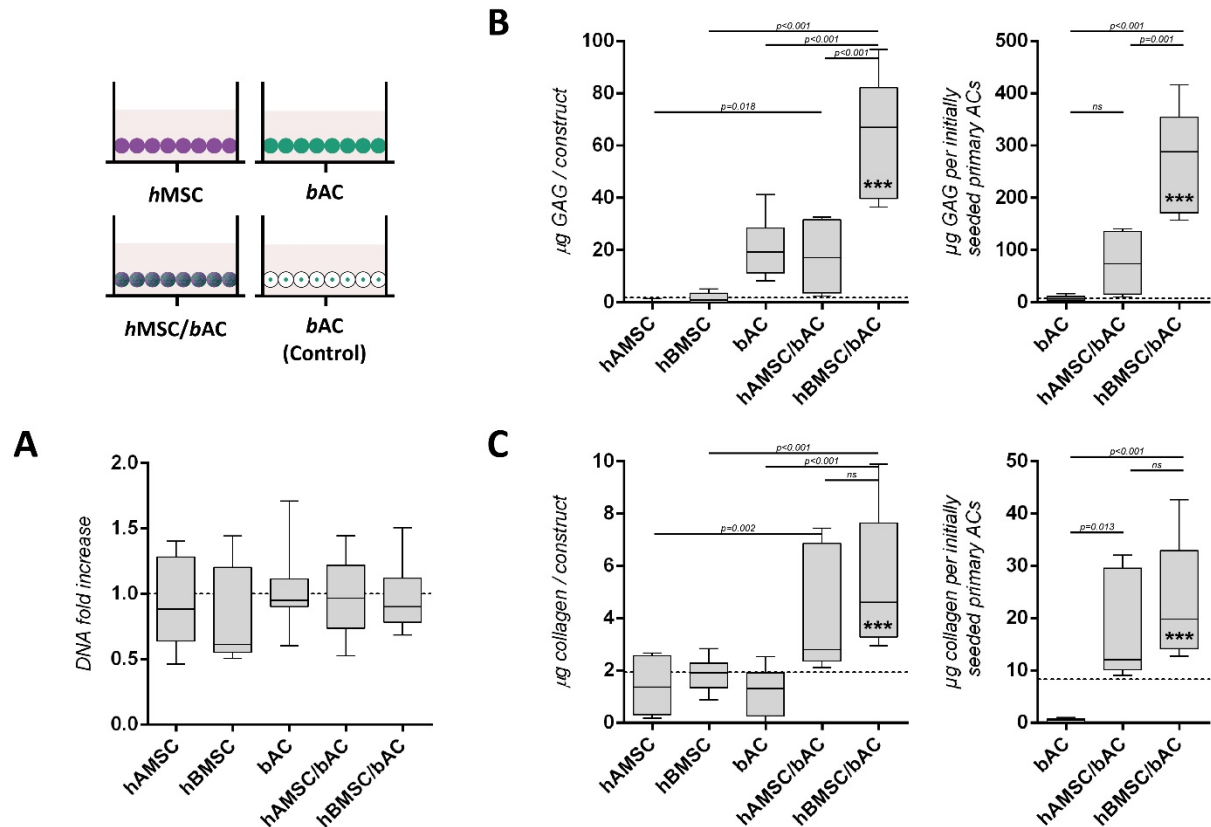 hMSC
bAC
hMSC/bAC
bAC
(Control)
A
DNA fold increase
2.0
1.5
1.0
0.5
0.0
hAMSC
hBMSC
bAC
hAMSC/bAC
hBMSC/bAC
B
µg GAG / construct
100
80
60
40
20
0
p<0.001
p<0.001
p<0.001
p=0.018
***
hAMSC
hBMSC
bAC
hAMSC/bAC
hBMSC/bAC
µg GAG per initially
seeded primary ACs
500
400
300
200
100
0
p<0.001
p=0.001
ns
***
bAC
hAMSC/bAC
hBMSC/bAC
C
µg collagen / construct
10
8
6
4
2
0
p<0.001
p<0.001
ns
p=0.002
***
hAMSC
hBMSC
bAC
hAMSC/bAC
hBMSC/bAC
µg collagen per initially
seeded primary ACs
50
40
30
20
10
0
p<0.001
ns
p=0.013
***
bAC
hAMSC/bAC
hBMSC/bAC